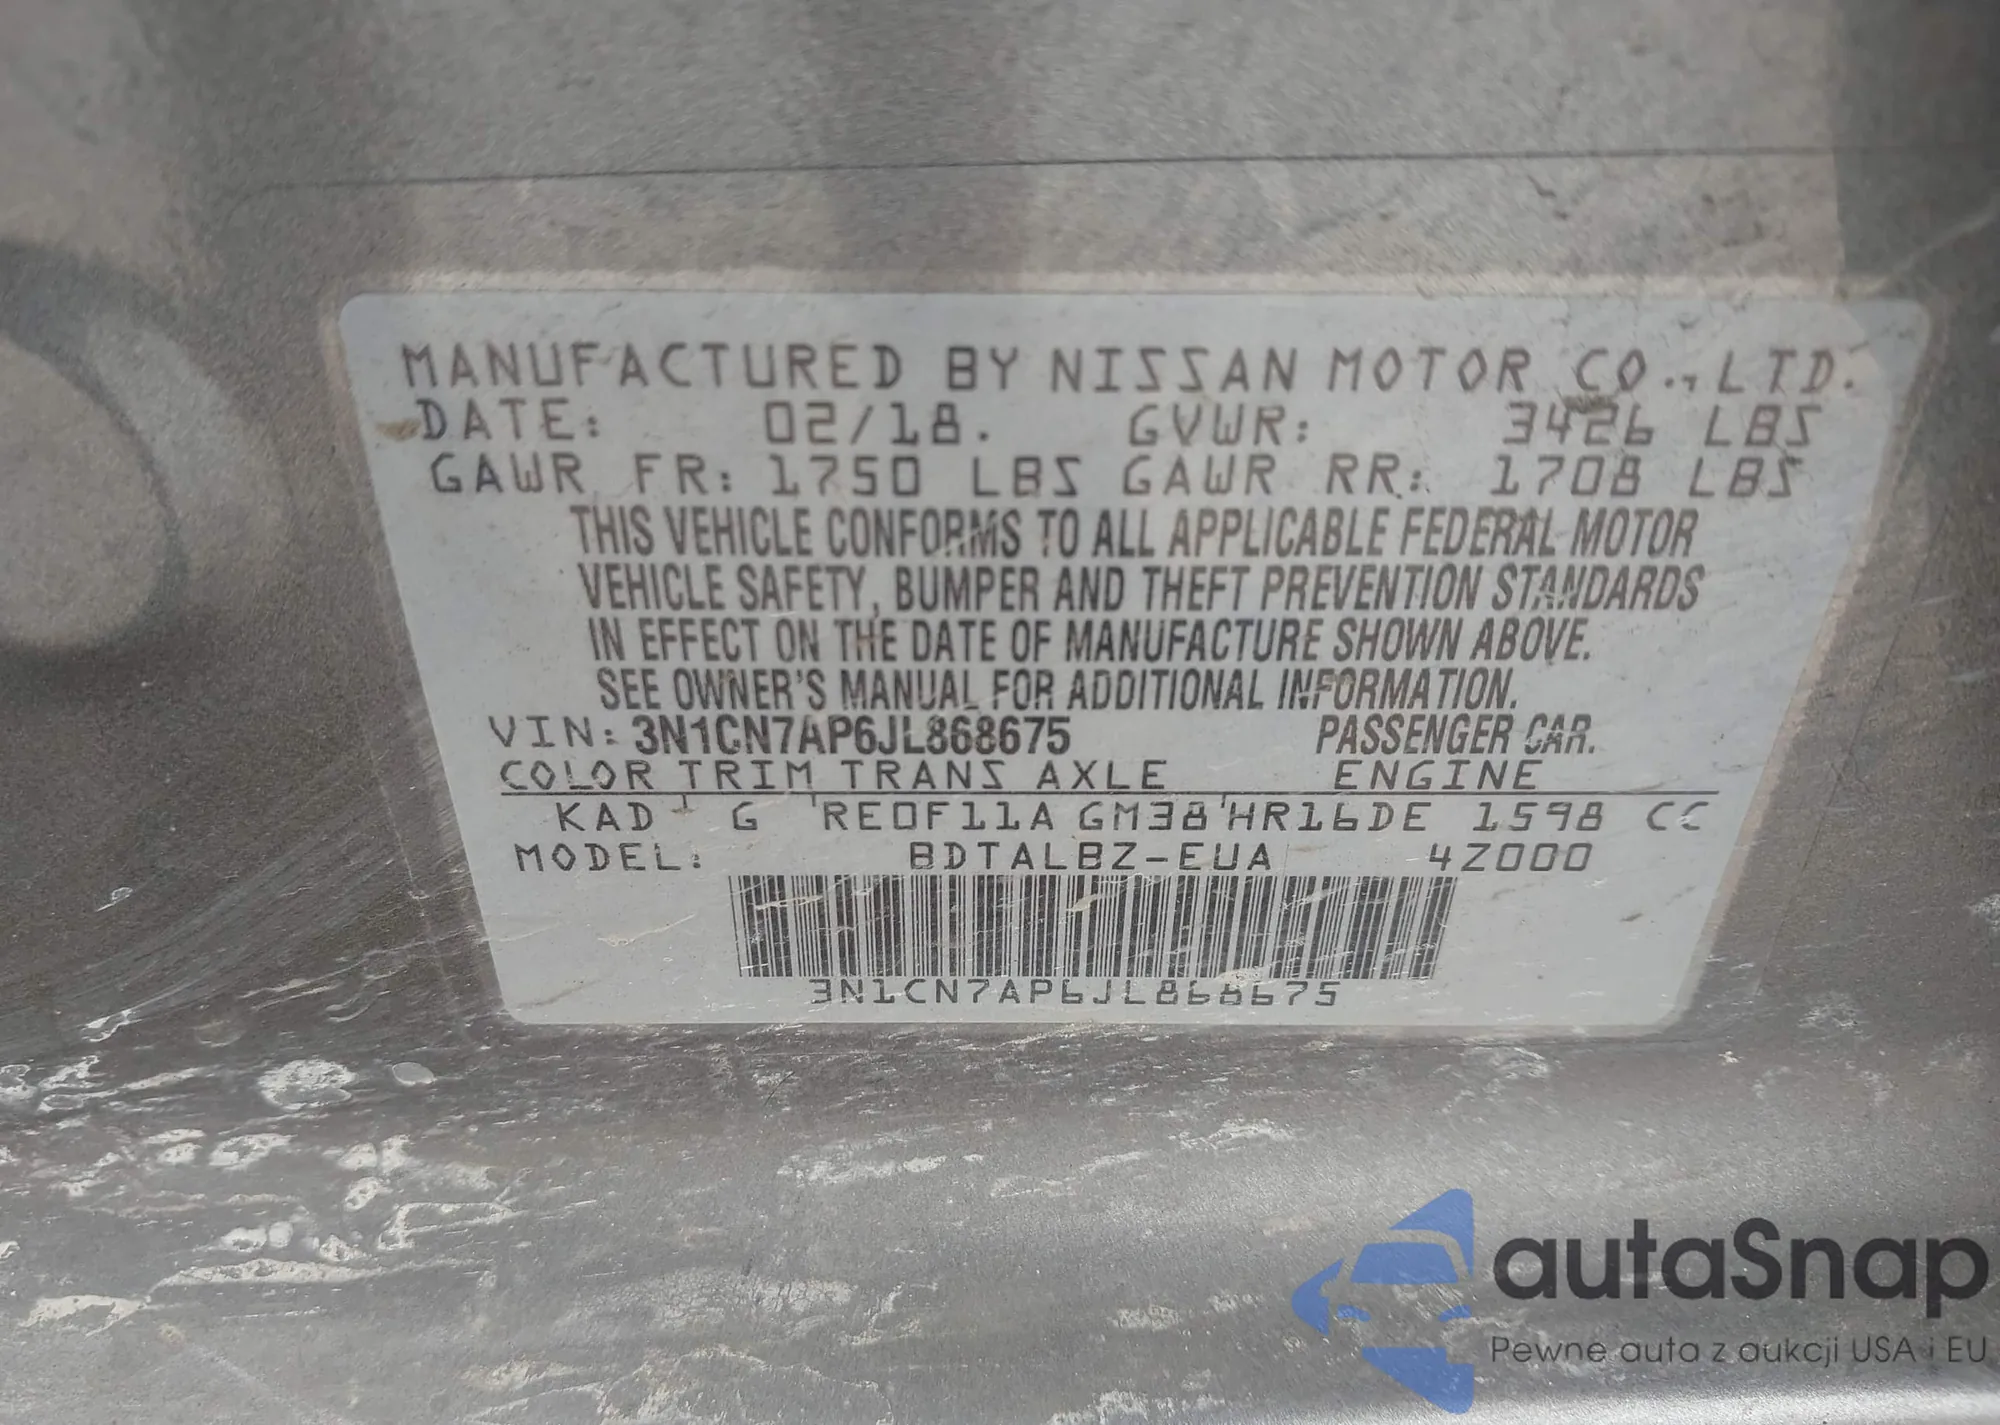 MANUFACTURED BY NISSAN MOTOR CO., LTD.
DATE: 02/18. GVWR: 3426 LBS
GAWR FR: 1750 LBS GAWR RR: 1708 LBS
THIS VEHICLE CONFORMS TO ALL APPLICABLE FEDERAL MOTOR
VEHICLE SAFETY, BUMPER AND THEFT PREVENTION STANDARDS
IN EFFECT ON THE DATE OF MANUFACTURE SHOWN ABOVE.
SEE OWNER'S MANUAL FOR ADDITIONAL INFORMATION.
VIN: 3N1CN7AP6JL868675 PASSENGER CAR.
COLOR TRIM TRANS AXLE ENGINE
KAD G RE0F11A GM38 HR16DE 1598 CC
MODEL: BDTALBZ-EUA 4Z000
3N1CN7AP6JL868675
autaSnap
Pewne auta z aukcji USA i EU